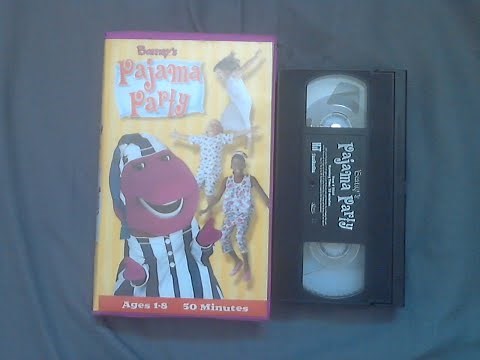 Barney's
Pajama
Party
Ages 1-8 50 Minutes
Barney's
Pajama Party